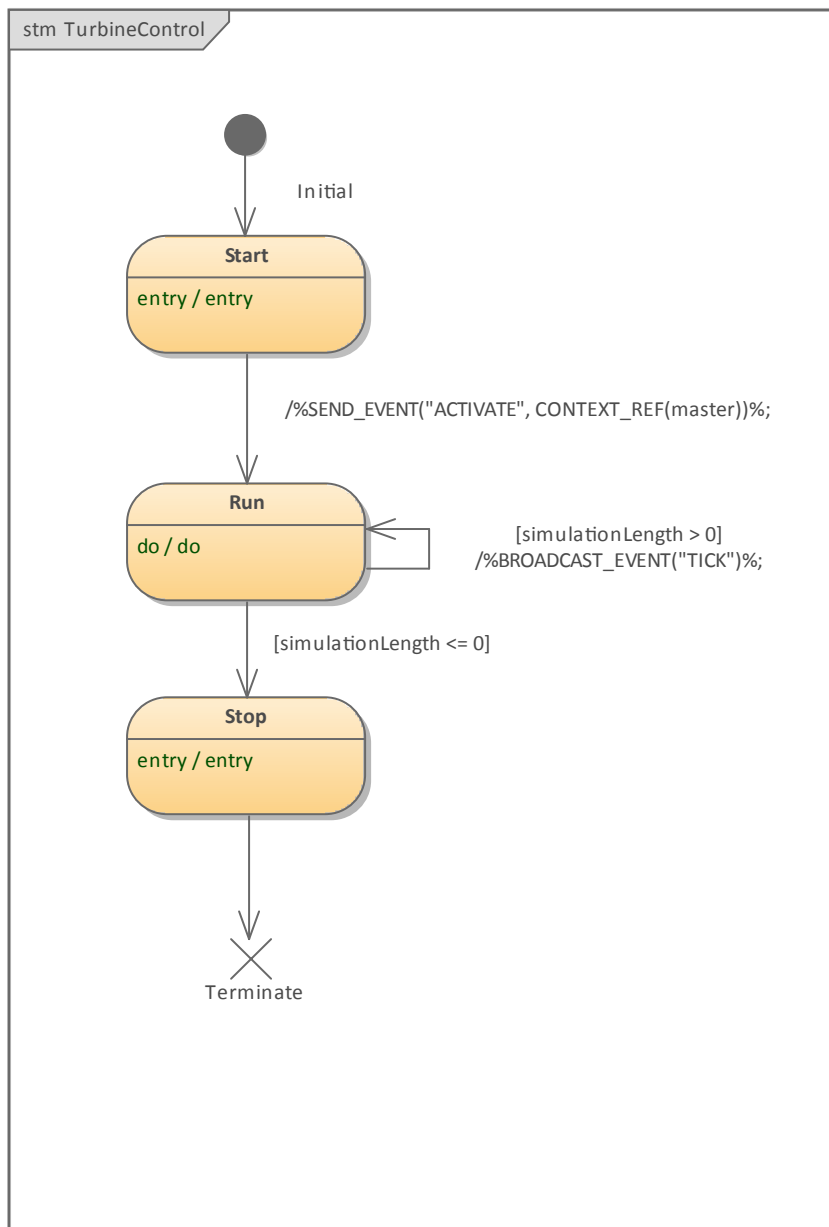 stm TurbineControl
Initial
Start
entry / entry
/%SEND_EVENT("ACTIVATE", CONTEXT_REF(master))%;
Run
do / do
[simulationLength > 0]
/%BROADCAST_EVENT("TICK")%;
[simulationLength <= 0]
Stop
entry / entry
Terminate